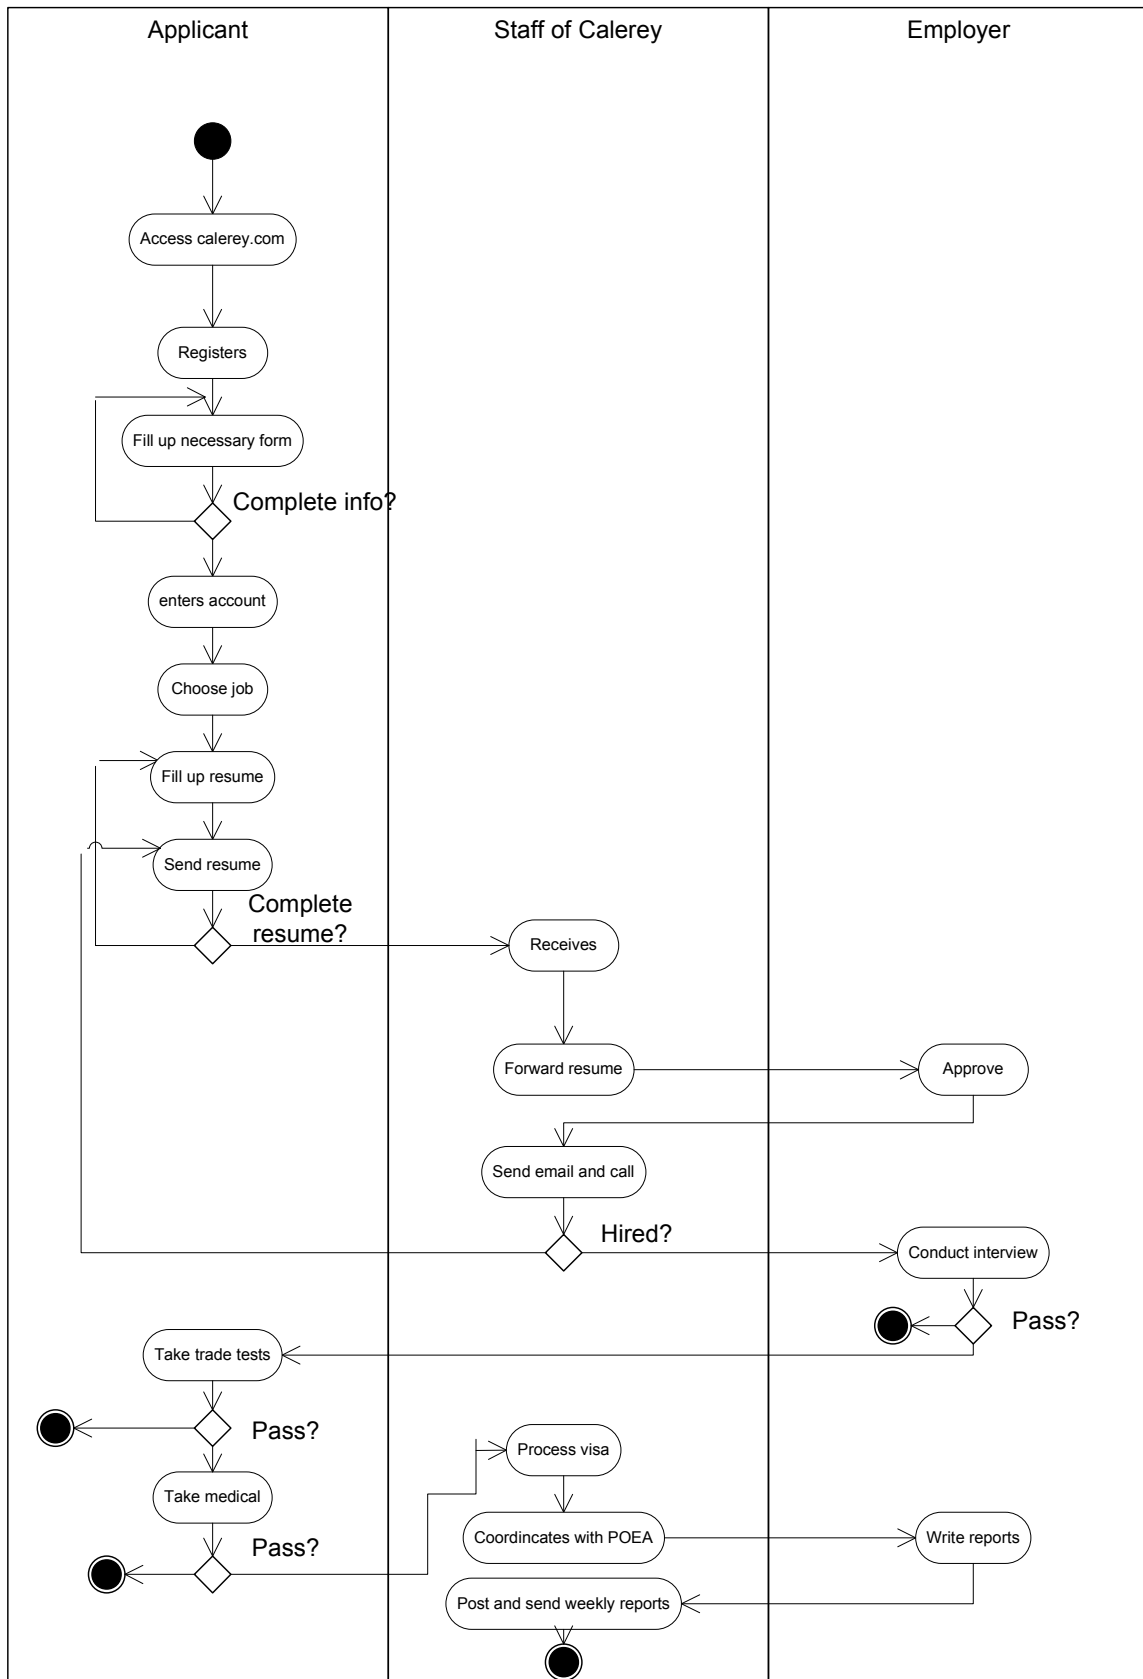 Applicant
Staff of Calerey
Employer
Access calerey.com
Registers
Fill up necessary form
Complete info?
enters account
Choose job
Fill up resume
Send resume
Complete
resume?
Receives
Forward resume
Approve
Send email and call
Hired?
Conduct interview
Pass?
Take trade tests
Pass?
Process visa
Take medical
Coordincates with POEA
Write reports
Pass?
Post and send weekly reports